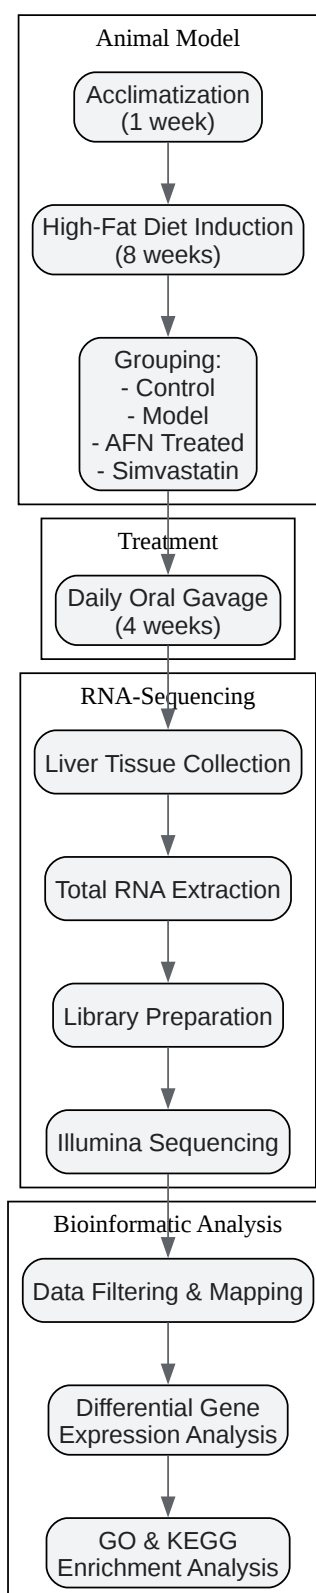 Animal Model
Acclimatization
(1 week)
High-Fat Diet Induction
(8 weeks)
Grouping:
- Control
- Model
- AFN Treated
- Simvastatin
Treatment
Daily Oral Gavage
(4 weeks)
RNA-Sequencing
Liver Tissue Collection
Total RNA Extraction
Library Preparation
Illumina Sequencing
Bioinformatic Analysis
Data Filtering & Mapping
Differential Gene
Expression Analysis
GO & KEGG
Enrichment Analysis